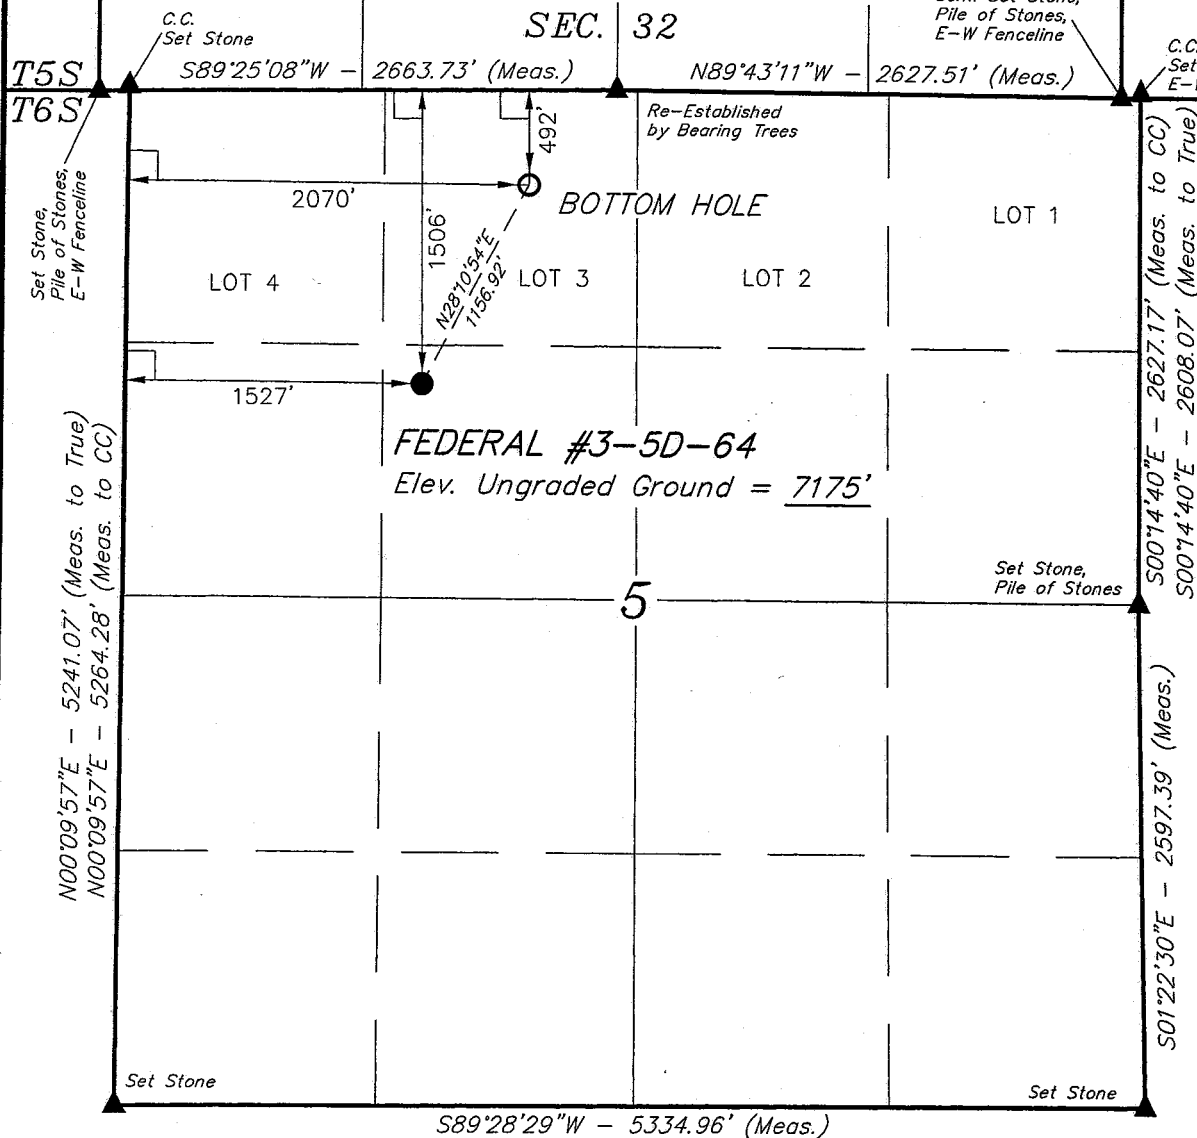 C.C.
Set Stone
SEC. 32
Set Stone,
Pile of Stones,
E-W Fenceline
C.C.
Set
T5S
S89°25'08"W - 2663.73' (Meas.)
N89°43'11"W - 2627.51' (Meas.)
T6S
Re-Established
by Bearing Trees
492'
2070'
BOTTOM HOLE
1506'
N28°10'54"E
1156.92'
Set Stone,
Pile of Stones,
E-W Fenceline
LOT 4
LOT 3
LOT 2
LOT 1
1527'
FEDERAL #3-5D-64
Elev. Ungraded Ground = 7175'
S00°14'40"E - 2627.17' (Meas. to CC)
S00°14'40"E - 2608.07' (Meas. to True)
N00°09'57"E - 5241.07' (Meas. to True)
N00°09'57"E - 5264.28' (Meas. to CC)
Set Stone,
Pile of Stones
5
S01°22'30"E - 2597.39' (Meas.)
Set Stone
Set Stone
S89°28'29"W - 5334.96' (Meas.)